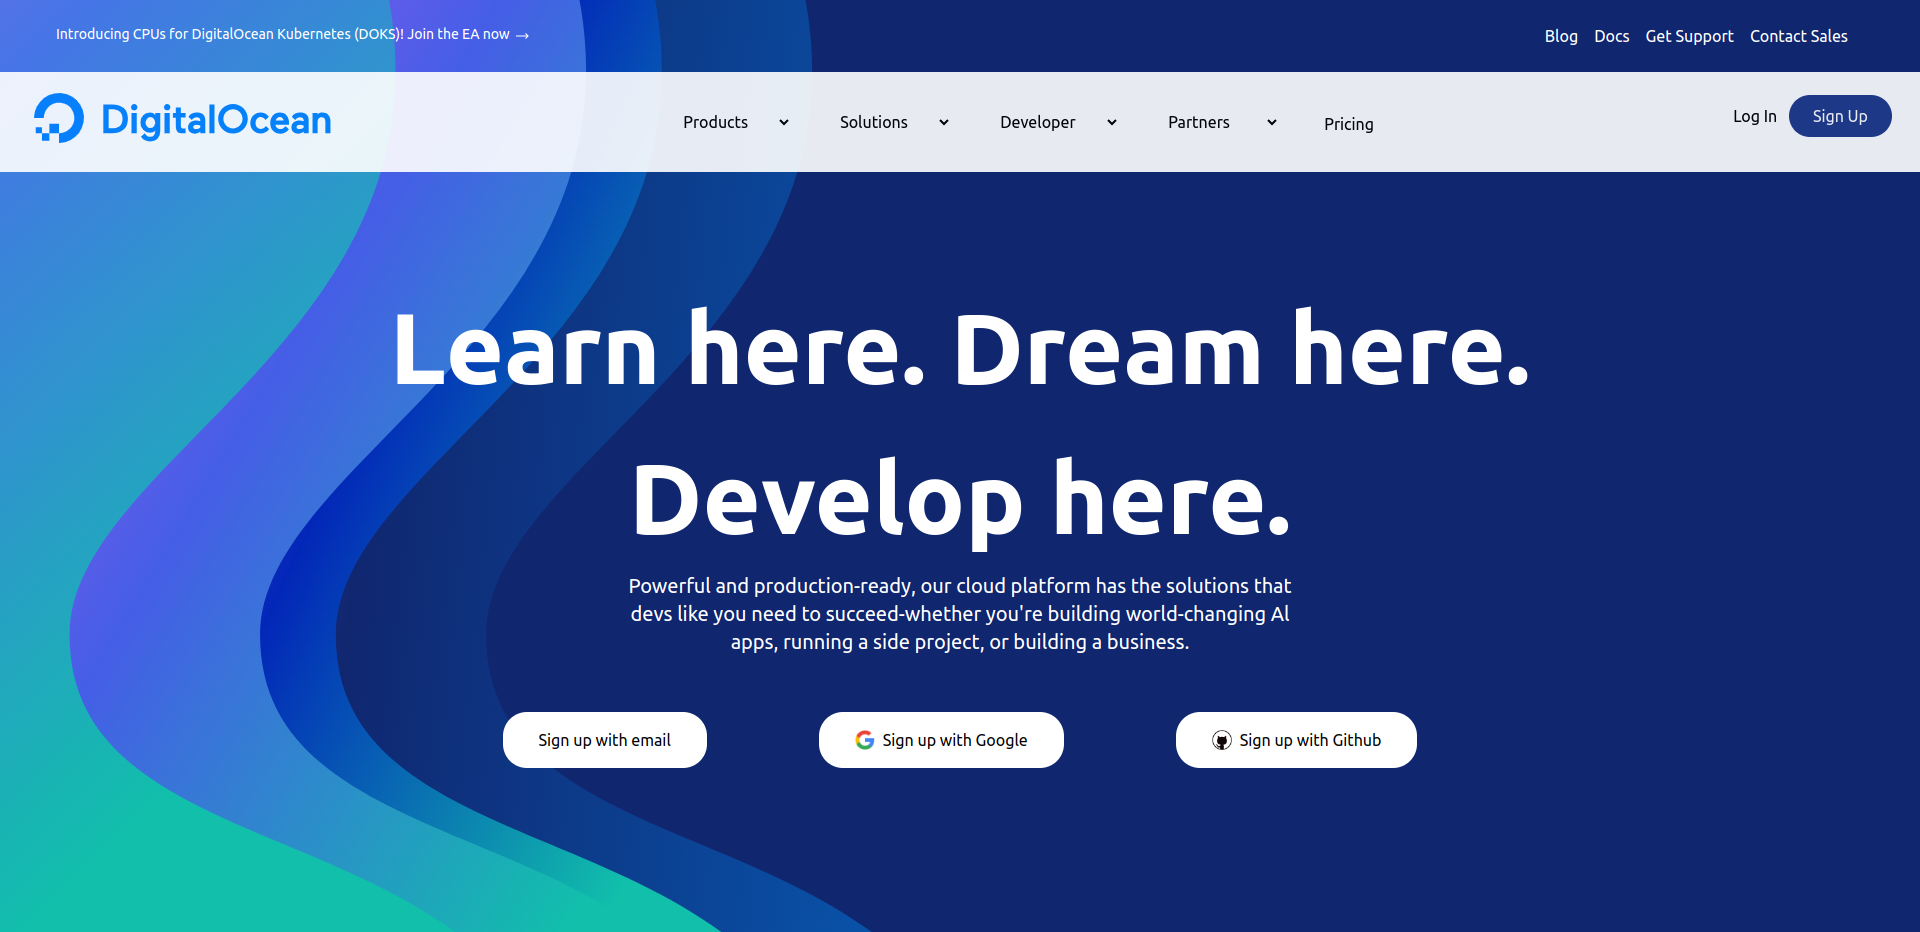 Introducing CPUs for DigitalOcean Kubernetes (DOKS)! Join the EA now →
Blog Docs Get Support Contact Sales
DigitalOcean
Products Solutions Developer Partners Pricing
Log In Sign Up
Learn here. Dream here.
Develop here.
Powerful and production-ready, our cloud platform has the solutions that
devs like you need to succeed-whether you're building world-changing Al
apps, running a side project, or building a business.
Sign up with email Sign up with Google Sign up with Github